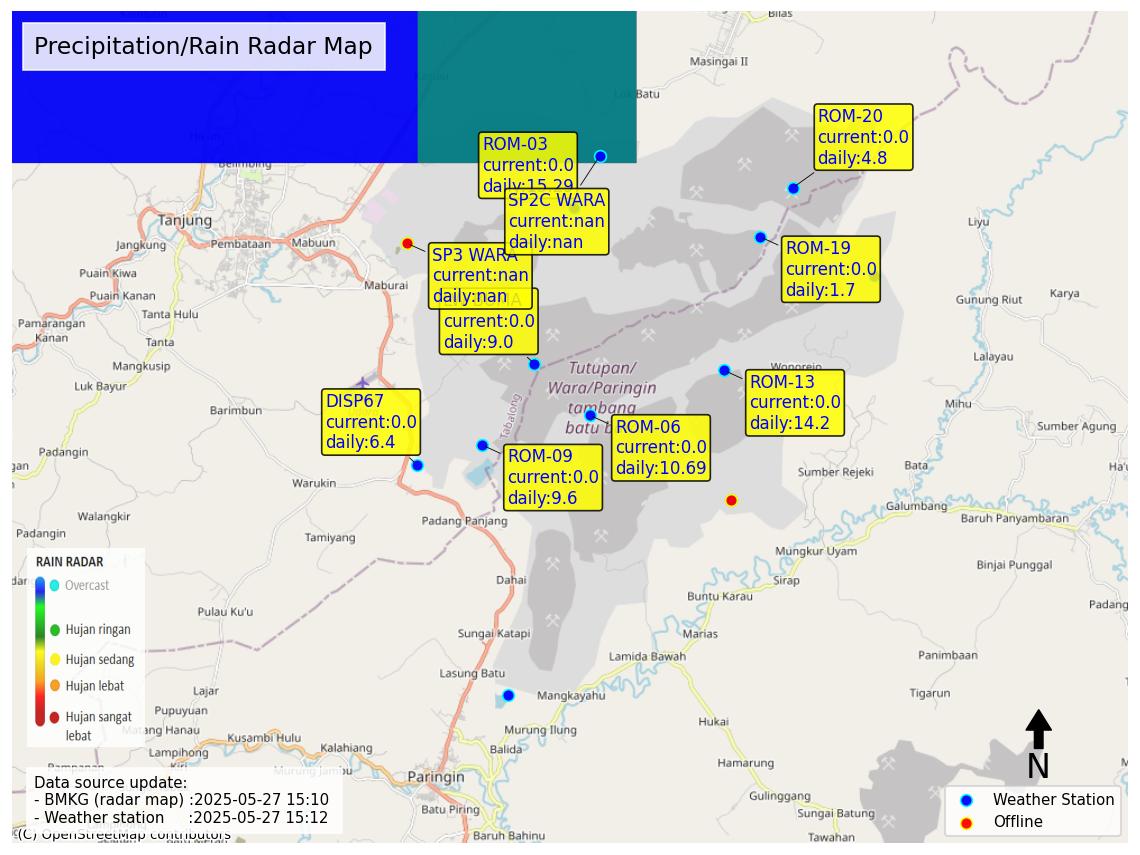 Precipitation/Rain Radar Map
Bilas
Masingai II
Batu
ROM-20
current:0.0
daily:4.8
ROM-03
current:0.0
daily:15.29
SP2C WARA
current:nan
daily:nan
Belimbing
Tanjung
Jangkung
Pembataan
Mabuun
Liyu
SP3 WARA
current:nan
daily:nan
ROM-19
current:0.0
daily:1.7
Puain Kiwa
Maburai
Puain Kanan
Tanta Hulu
Gunung Riut
Karya
current:0.0
daily:9.0
Pamarangan
Kanan
Tanta
Mangkusip
Lalayau
Wonorejo
Tutupan/
Wara/Paringin
tambang
batu b
Tabalong
Luk Bayur
ROM-13
current:0.0
daily:14.2
Barimbun
DISP67
current:0.0
daily:6.4
Mihu
ROM-06
current:0.0
daily:10.69
Sumber Agung
Padangin
ROM-09
current:0.0
daily:9.6
Bata
Sumber Rejeki
Warukin
Galumbang
Walangkir
Padang Panjang
Baruh Panyambaran
Padangin
Tamiyang
Mungkur Uyam
Binjai Punggal
RAIN RADAR
Overcast
Hujan ringan
Hujan sedang
Hujan lebat
Hujan sangat
lebat
Dahai
Sirap
Buntu Karau
Padang
Pulau Ku'u
Sungai Katapi
Marias
Lamida Bawah
Panimbaan
Lasung Batu
Lajar
Mangkayahu
Tigarun
Pupuyuan
Matang Hanau
Hukai
Murung Ilung
Kusambi Hulu
Lampihong
Kalahiang
Balida
Hamarung
N
Murung Jambu
Paringin
Data source update:
- BMKG (radar map) :2025-05-27 15:10
- Weather station :2025-05-27 15:12
Gulinggang
Weather Station
Offline
Batu Piring
Sungai Batung
Baruh Bahinu
Tawahan
(C) OpenStreetMap contributors